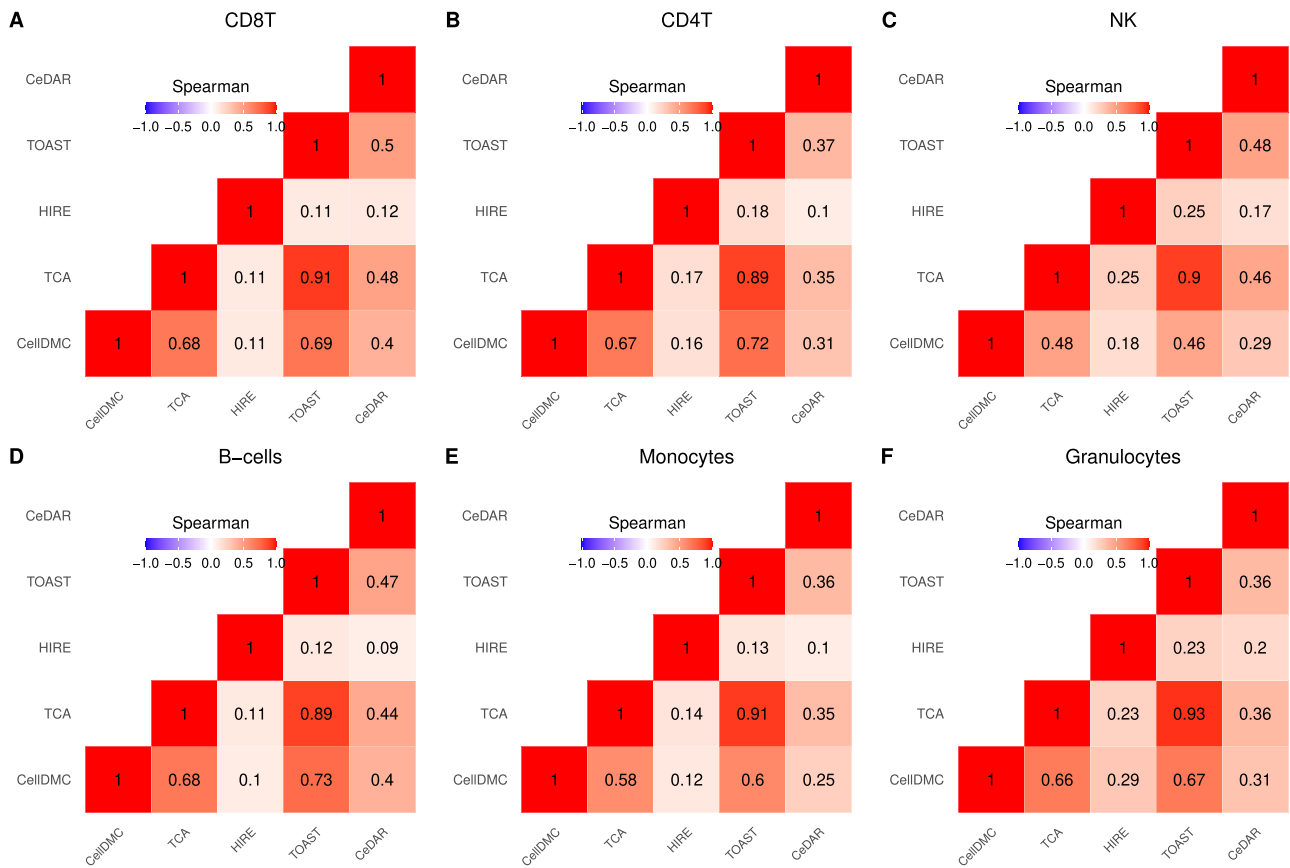 A CD8T
CeDAR 1
Spearman
−1.0 −0.5 0.0 0.5 1.0
TOAST 1 0.5
HIRE 1 0.11 0.12
TCA 1 0.11 0.91 0.48
CellDMC 1 0.68 0.11 0.69 0.4
CellDMC TCA HIRE TOAST CeDAR
B CD4T
CeDAR 1
Spearman
−1.0 −0.5 0.0 0.5 1.0
TOAST 1 0.37
HIRE 1 0.18 0.1
TCA 1 0.17 0.89 0.35
CellDMC 1 0.67 0.16 0.72 0.31
CellDMC TCA HIRE TOAST CeDAR
C NK
CeDAR 1
Spearman
−1.0 −0.5 0.0 0.5 1.0
TOAST 1 0.48
HIRE 1 0.25 0.17
TCA 1 0.25 0.9 0.46
CellDMC 1 0.48 0.18 0.46 0.29
CellDMC TCA HIRE TOAST CeDAR
D B−cells
CeDAR 1
Spearman
−1.0 −0.5 0.0 0.5 1.0
TOAST 1 0.47
HIRE 1 0.12 0.09
TCA 1 0.11 0.89 0.44
CellDMC 1 0.68 0.1 0.73 0.4
CellDMC TCA HIRE TOAST CeDAR
E Monocytes
CeDAR 1
Spearman
−1.0 −0.5 0.0 0.5 1.0
TOAST 1 0.36
HIRE 1 0.13 0.1
TCA 1 0.14 0.91 0.35
CellDMC 1 0.58 0.12 0.6 0.25
CellDMC TCA HIRE TOAST CeDAR
F Granulocytes
CeDAR 1
Spearman
−1.0 −0.5 0.0 0.5 1.0
TOAST 1 0.36
HIRE 1 0.23 0.2
TCA 1 0.23 0.93 0.36
CellDMC 1 0.66 0.29 0.67 0.31
CellDMC TCA HIRE TOAST CeDAR